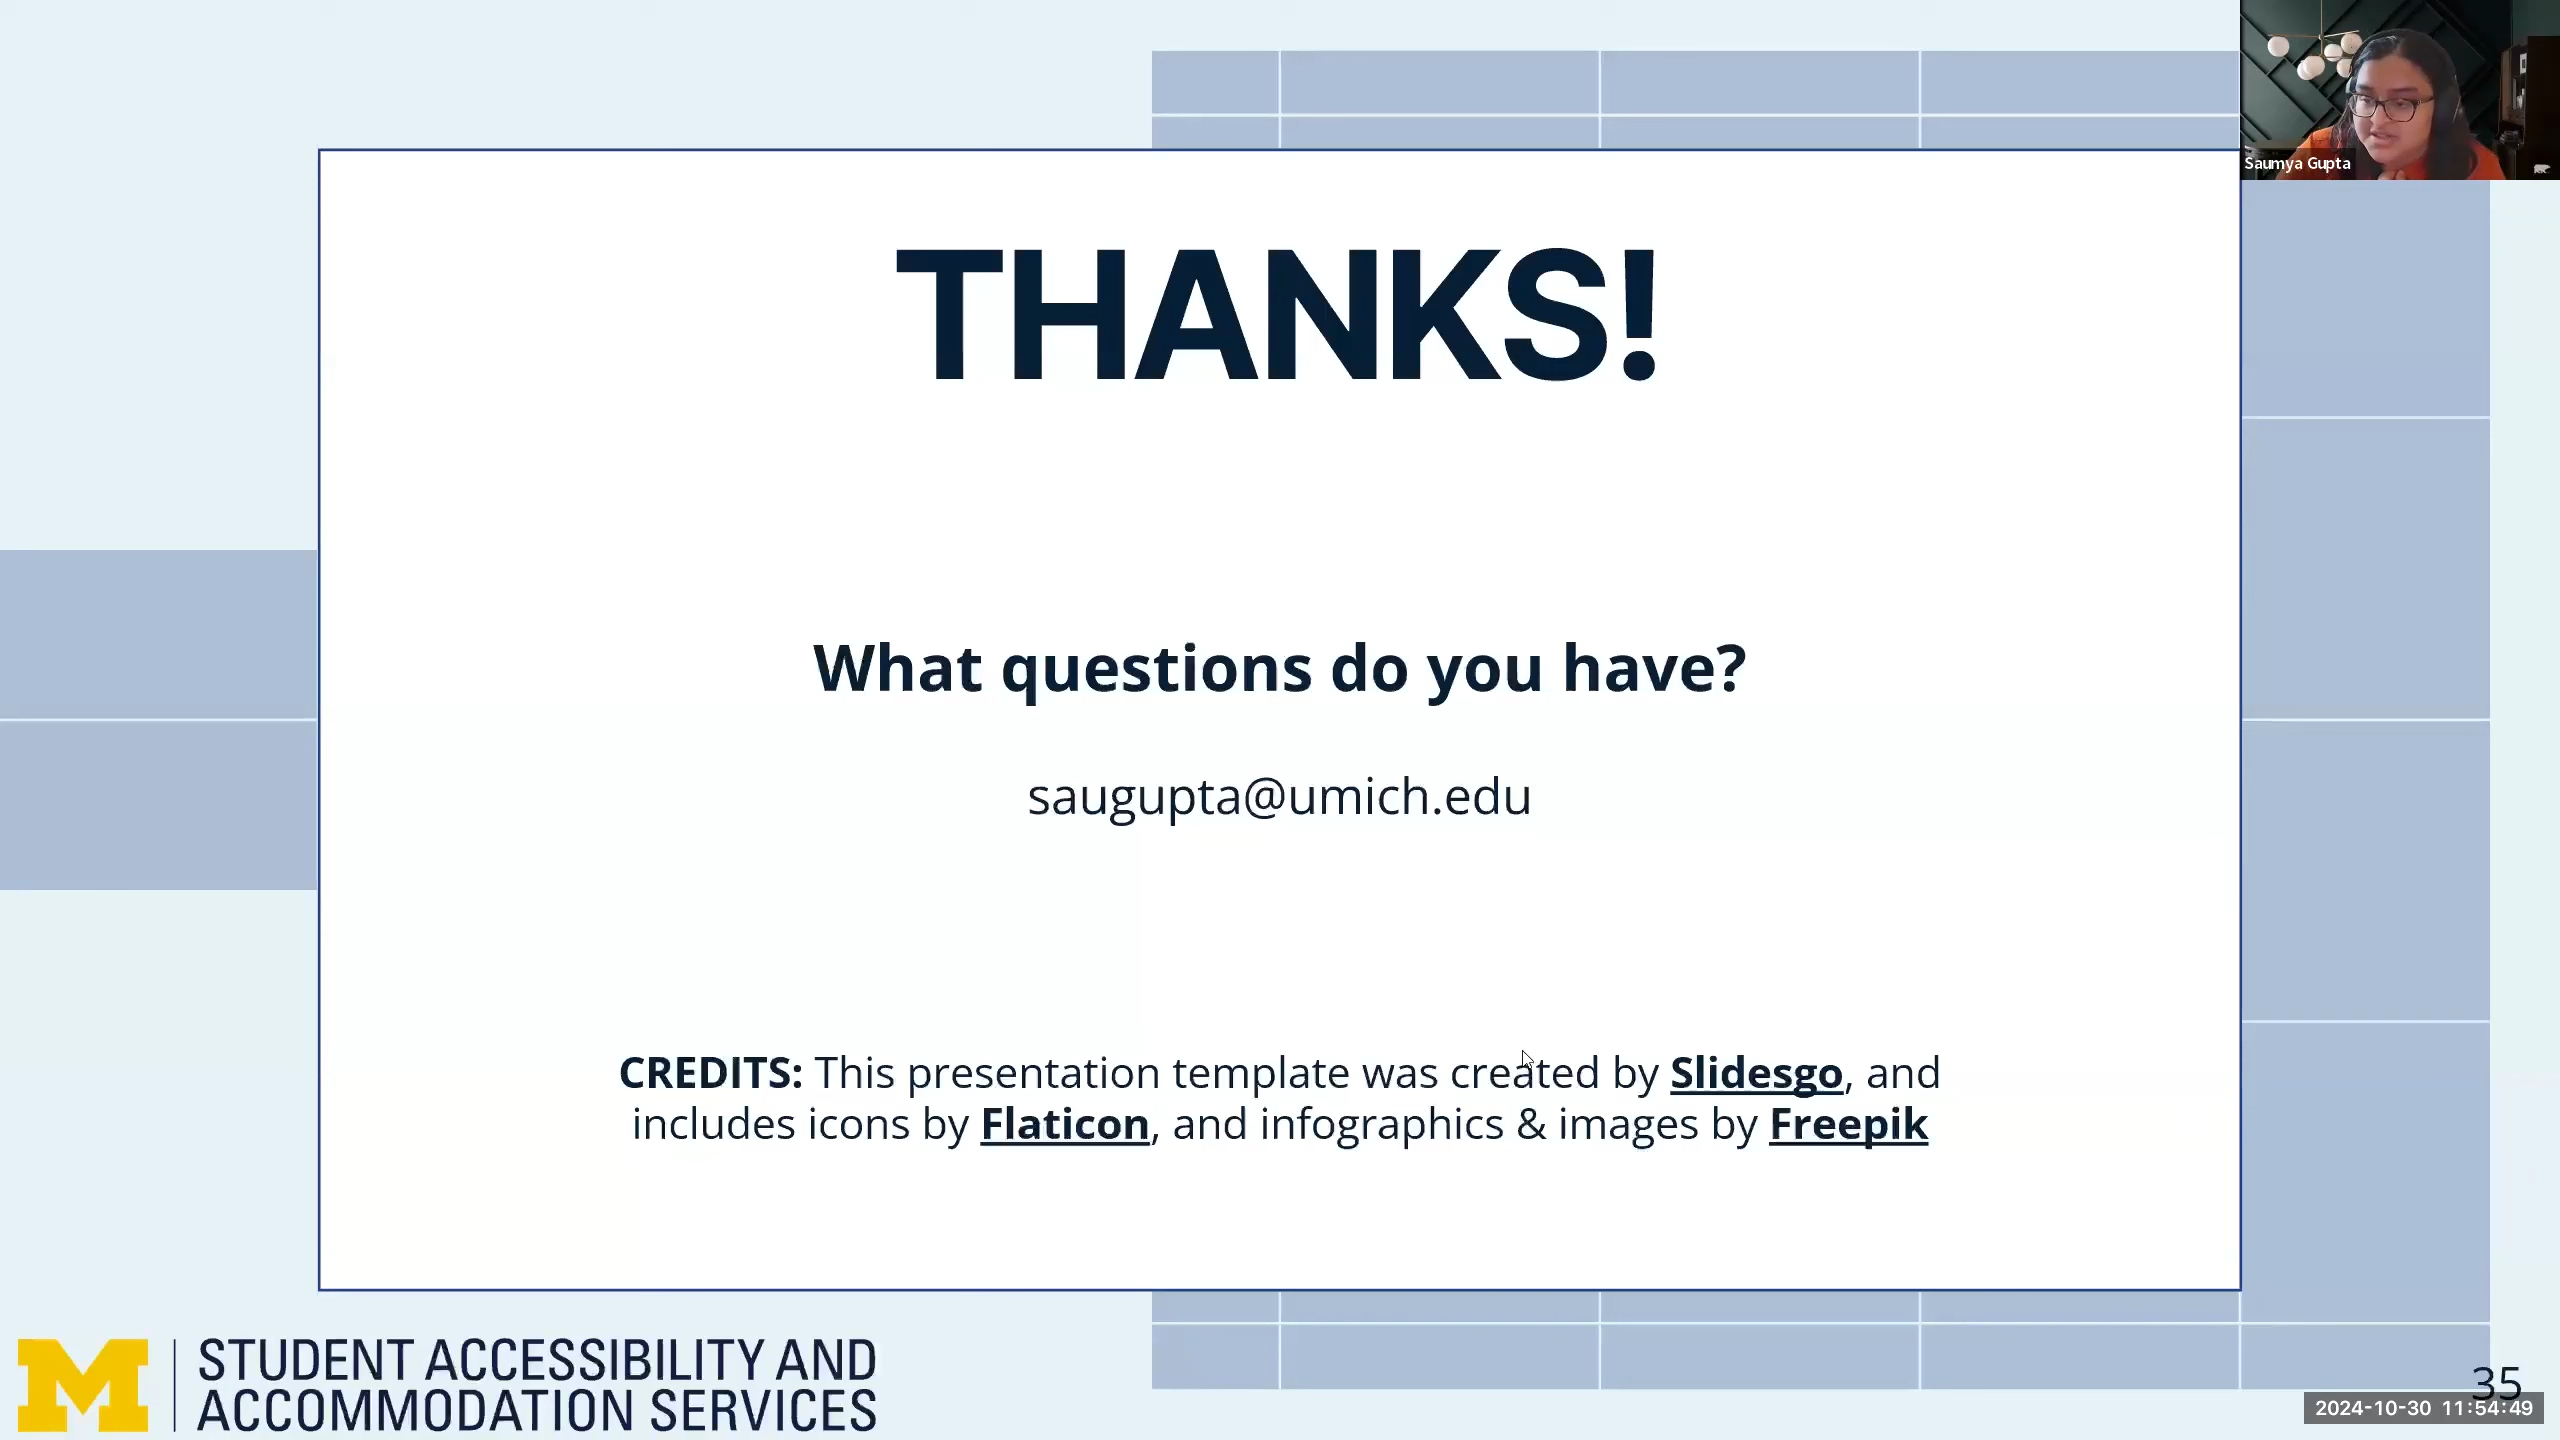 Saumya Gupta
THANKS!
What questions do you have?
saugupta@umich.edu
CREDITS: This presentation template was created by Slidesgo, and
includes icons by Flaticon, and infographics & images by Freepik
M
STUDENT ACCESSIBILITY AND
ACCOMMODATION SERVICES
35
2024-10-30 11:54:49